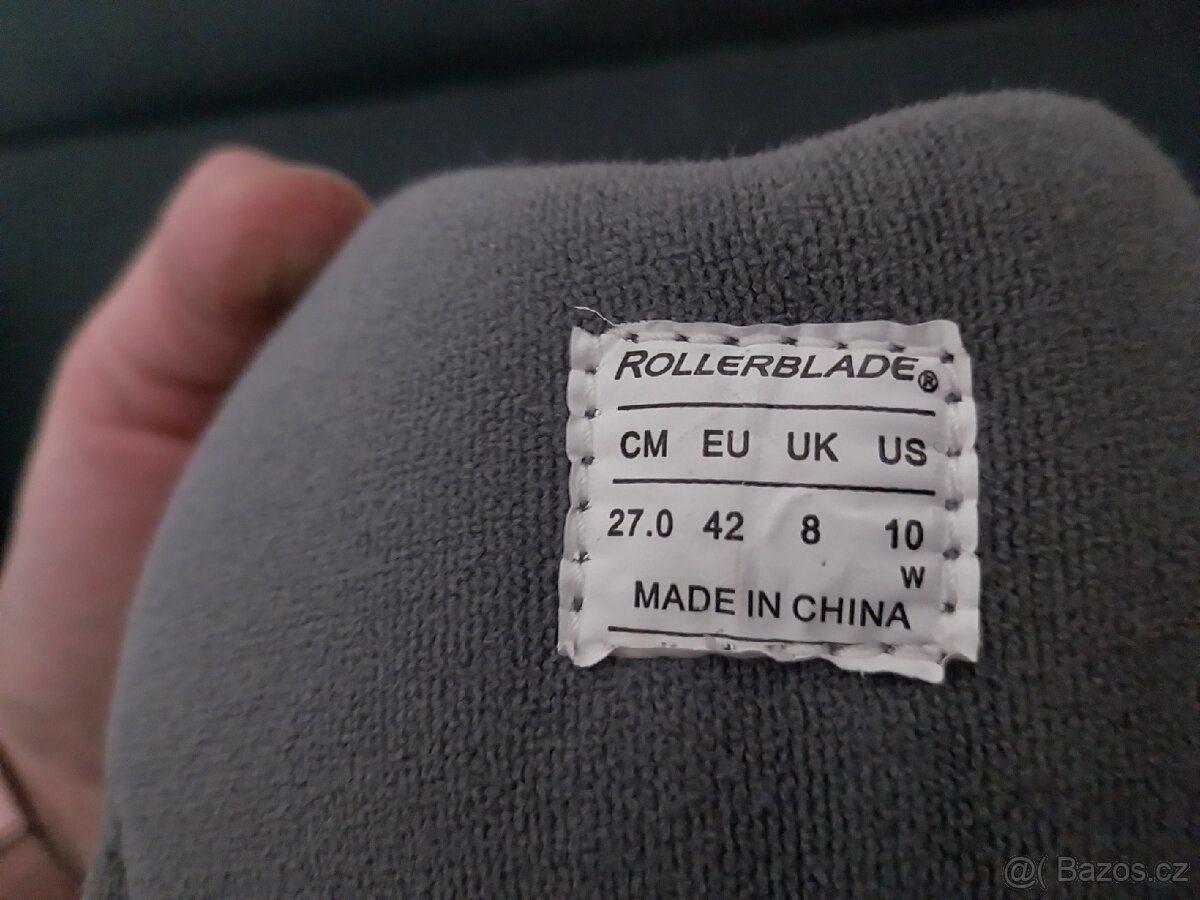 ROLLERBLADE®
CM EU UK US
27.0 42 8 10
W
MADE IN CHINA
@( Bazos.cz